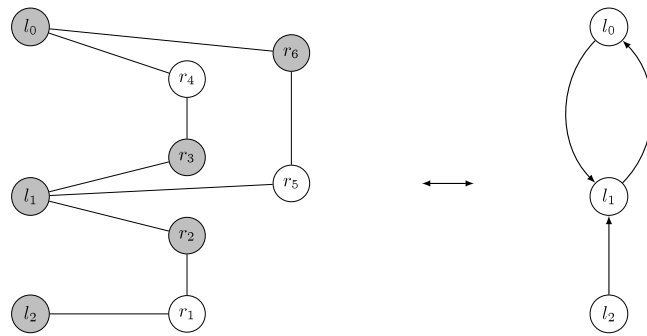 l₀
r₆
l₀
r₄
r₃
r₅
l₁
l₁
r₂
l₂
r₁
l₂